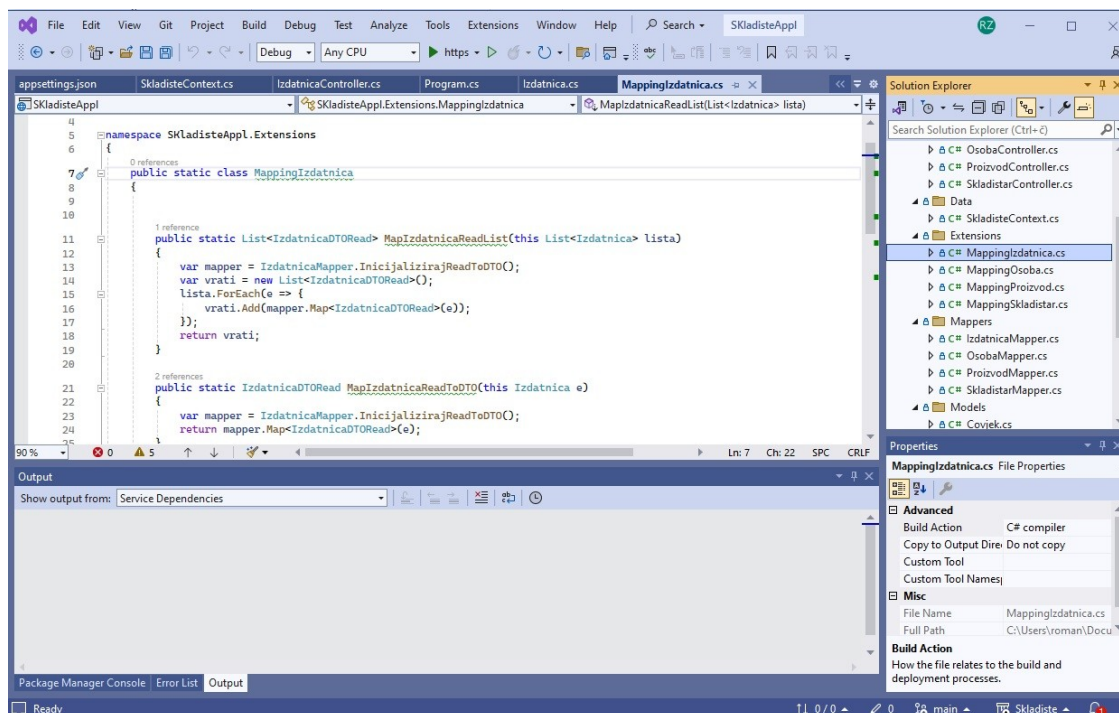 File Edit View Git Project Build Debug Test Analyze Tools Extensions Window Help Search SKladisteAppl RZ
Debug Any CPU https
appsettings.json SkladisteContext.cs IzdatnicaController.cs Program.cs Izdatnica.cs MappingIzdatnica.cs
SKladisteAppl SKladisteAppl.Extensions.MappingIzdatnica MapIzdatnicaReadList(List<Izdatnica> lista)
4
5 namespace SKladisteAppl.Extensions
6 {
0 references
7 public static class MappingIzdatnica
8 {
9
10
1 reference
11 public static List<IzdatnicaDTORead> MapIzdatnicaReadList(this List<Izdatnica> lista)
12 {
13 var mapper = IzdatnicaMapper.InicijalizirajReadToDTO();
14 var vrati = new List<IzdatnicaDTORead>();
15 lista.ForEach(e => {
16 vrati.Add(mapper.Map<IzdatnicaDTORead>(e));
17 });
18 return vrati;
19 }
20
2 references
21 public static IzdatnicaDTORead MapIzdatnicaReadToDTO(this Izdatnica e)
22 {
23 var mapper = IzdatnicaMapper.InicijalizirajReadToDTO();
24 return mapper.Map<IzdatnicaDTORead>(e);
25 }
90 % 0 5 Ln: 7 Ch: 22 SPC CRLF
Output
Show output from: Service Dependencies
Package Manager Console Error List Output
Solution Explorer
Search Solution Explorer (Ctrl+č)
C# OsobaController.cs
C# ProizvodController.cs
C# SkladistarController.cs
Data
C# SkladisteContext.cs
Extensions
C# MappingIzdatnica.cs
C# MappingOsoba.cs
C# MappingProizvod.cs
C# MappingSkladistar.cs
Mappers
C# IzdatnicaMapper.cs
C# OsobaMapper.cs
C# ProizvodMapper.cs
C# SkladistarMapper.cs
Models
C# Covjek.cs
Properties
MappingIzdatnica.cs File Properties
Advanced
Build Action C# compiler
Copy to Output Dire Do not copy
Custom Tool
Custom Tool Names
Misc
File Name MappingIzdatnica.cs
Full Path C:\Users\roman\Docu
Build Action
How the file relates to the build and
deployment processes.
Ready 0 / 0 0 main Skladiste 1